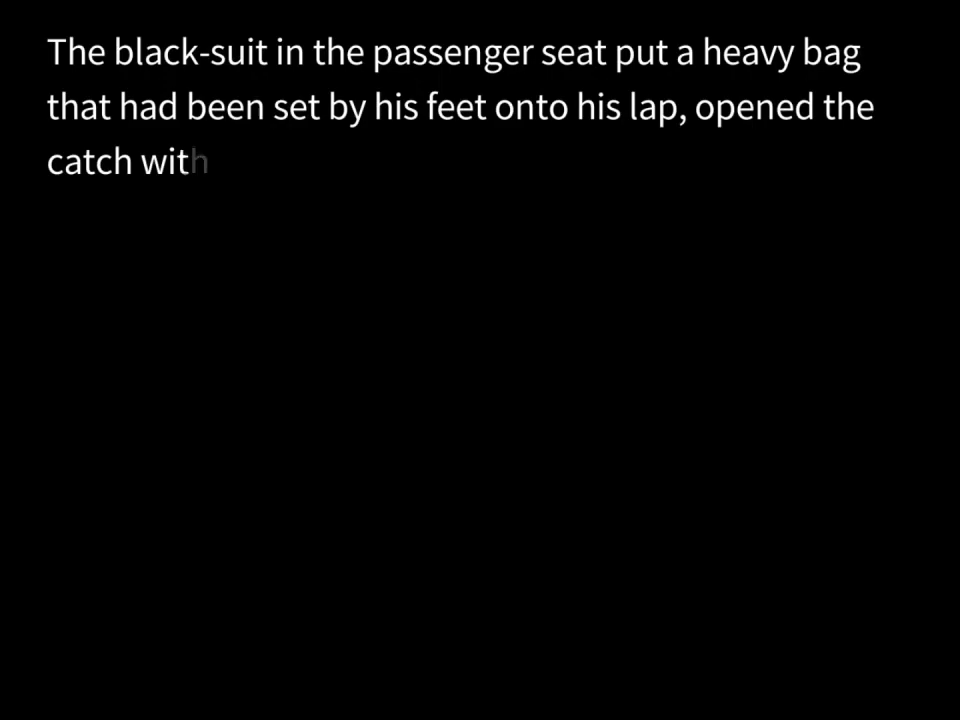 The black-suit in the passenger seat put a heavy bag
that had been set by his feet onto his lap, opened the
catch with